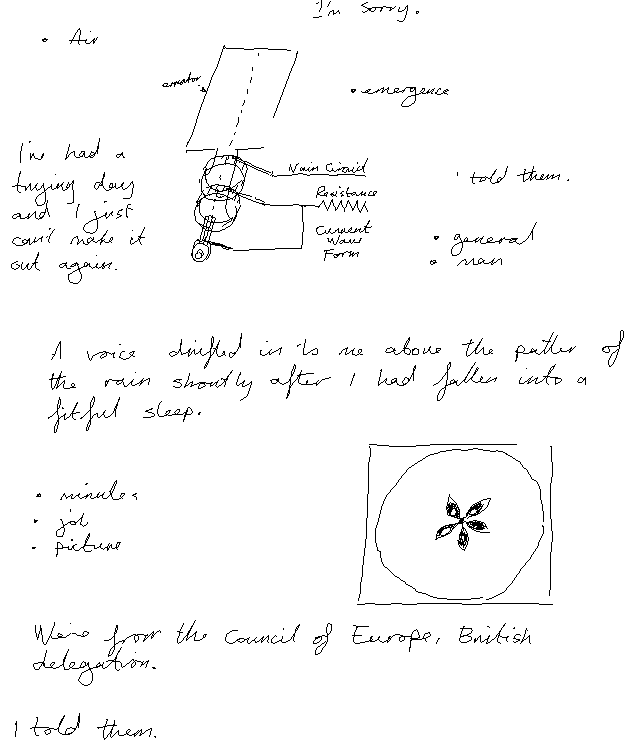 I'm sorry.
• Air
• emergence
I've had a
trying day
and I just
can't make it
out again.
Main Circuit
Resistance
Current
Wave
Form
I told them.
• general
• man
A voice drifted in to me above the patter of
the rain shortly after I had fallen into a
fitful sleep.
• minutes
• job
• picture
We're from the Council of Europe, British
delegation.
I told them.